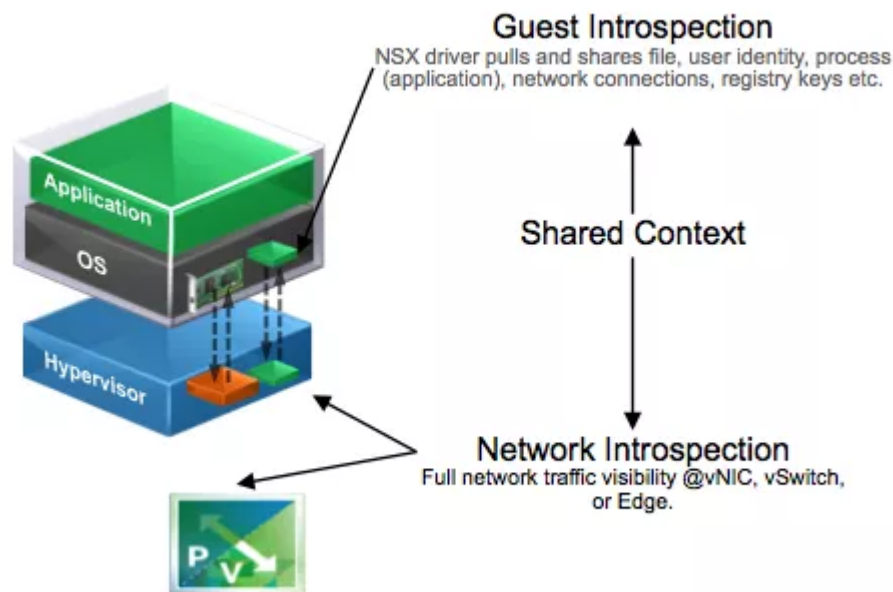 Guest Introspection
NSX driver pulls and shares file, user identity, process
(application), network connections, registry keys etc.
Application
OS
Shared Context
Hypervisor
Network Introspection
Full network traffic visibility @vNIC, vSwitch,
or Edge.
P
V